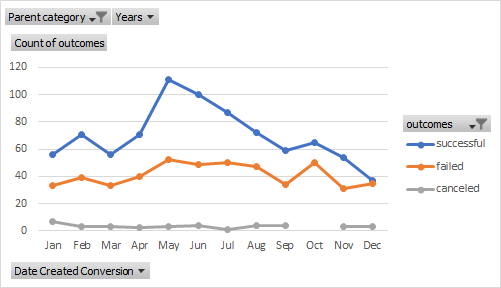 Parent category Years
Count of outcomes
120
100
80
60
40
20
0
Jan Feb Mar Apr May Jun Jul Aug Sep Oct Nov Dec
outcomes
successful
failed
canceled
Date Created Conversion